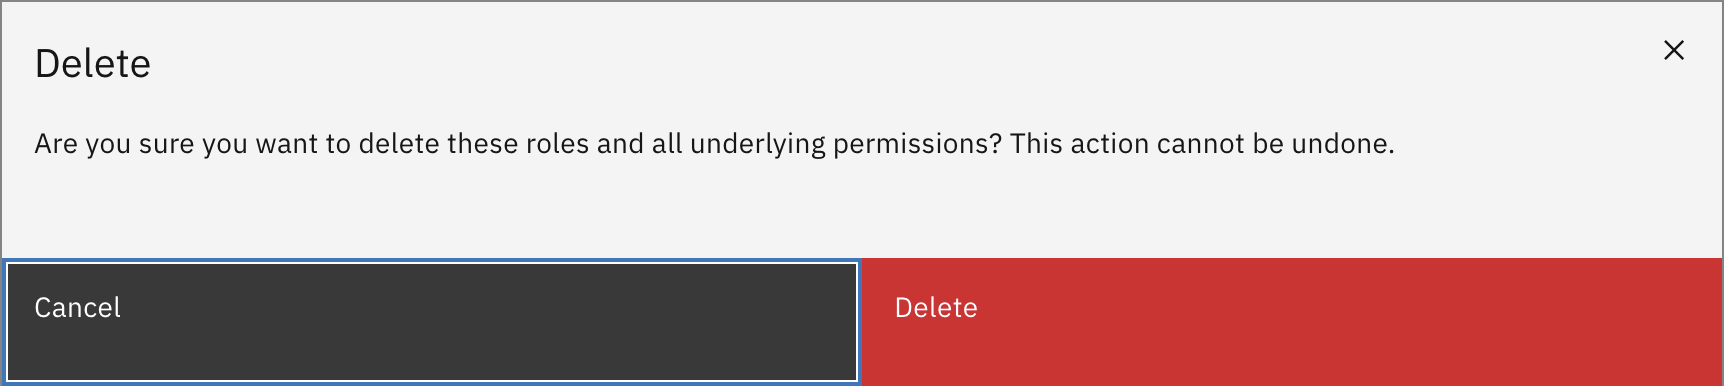 Delete
Are you sure you want to delete these roles and all underlying permissions? This action cannot be undone.
Cancel
Delete